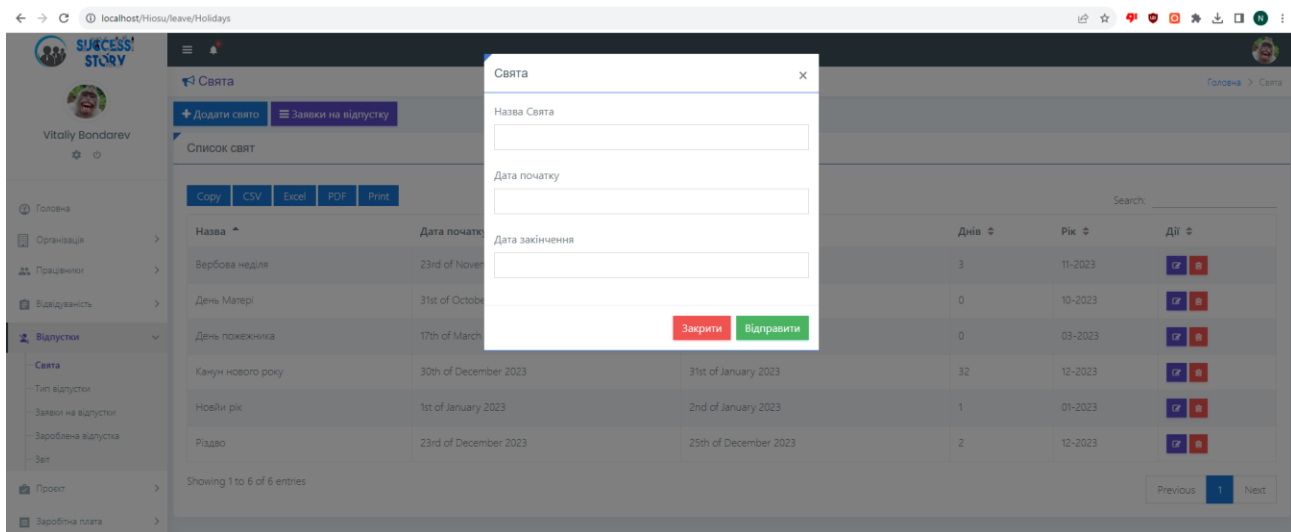 localhost/Hiosu/leave/Holidays
SUCCESS
STORY
Vitaliy Bondarev
Головна
Організація
Працівники
Відвідуваність
Відпустки
Свята
Тип відпустки
Заявки на відпустки
Зароблена відпустка
Звіт
Проект
Заробітна плата
Свята
Головна > Свята
Додати свято
Заявки на відпустку
Список свят
Copy CSV Excel PDF Print
Search:
Назва Дата початку Днів Рік Дії
Вербова неділя 23rd of Novem 3 11-2023
День Матері 31st of Octobe 0 10-2023
День пожежника 17th of March 0 03-2023
Канун нового року 30th of December 2023 31st of January 2023 32 12-2023
Новіи рік 1st of January 2023 2nd of January 2023 1 01-2023
Різдво 23rd of December 2023 25th of December 2023 2 12-2023
Showing 1 to 6 of 6 entries
Previous 1 Next
Свята
Назва Свята
Дата початку
Дата закінчення
Закрити Відправити